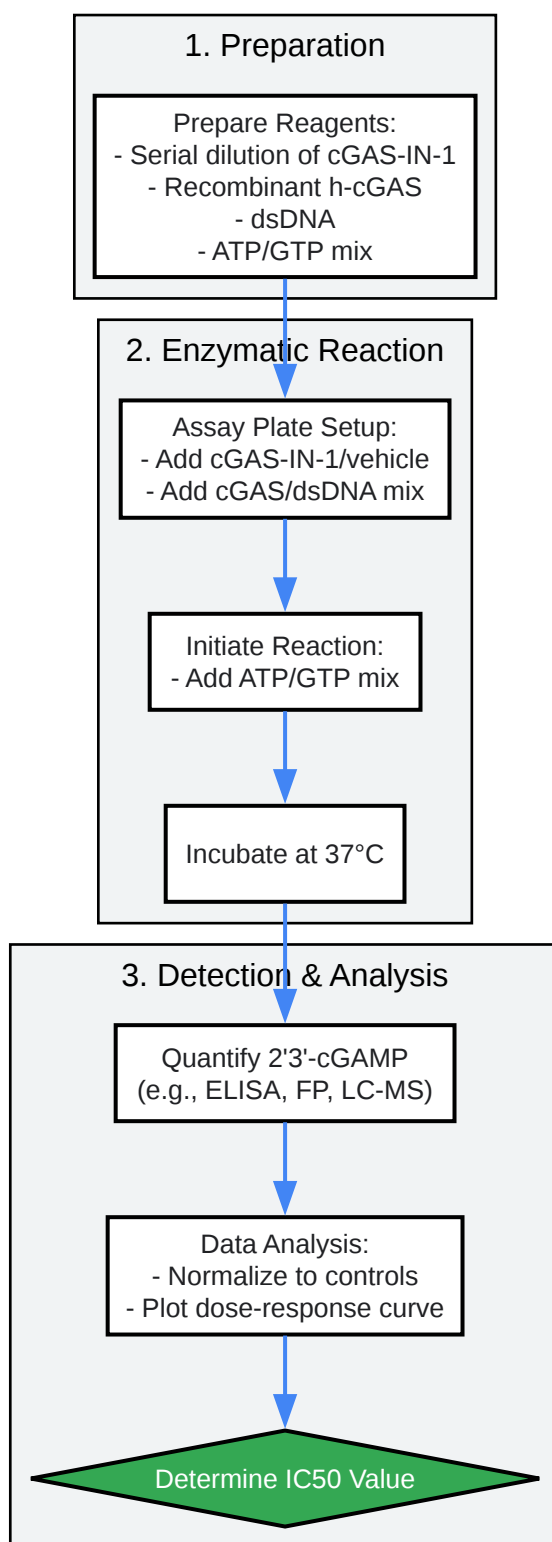 1. Preparation
Prepare Reagents:
- Serial dilution of cGAS-IN-1
- Recombinant h-cGAS
- dsDNA
- ATP/GTP mix
2. Enzymatic Reaction
Assay Plate Setup:
- Add cGAS-IN-1/vehicle
- Add cGAS/dsDNA mix
Initiate Reaction:
- Add ATP/GTP mix
Incubate at 37°C
3. Detection & Analysis
Quantify 2'3'-cGAMP
(e.g., ELISA, FP, LC-MS)
Data Analysis:
- Normalize to controls
- Plot dose-response curve
Determine IC50 Value